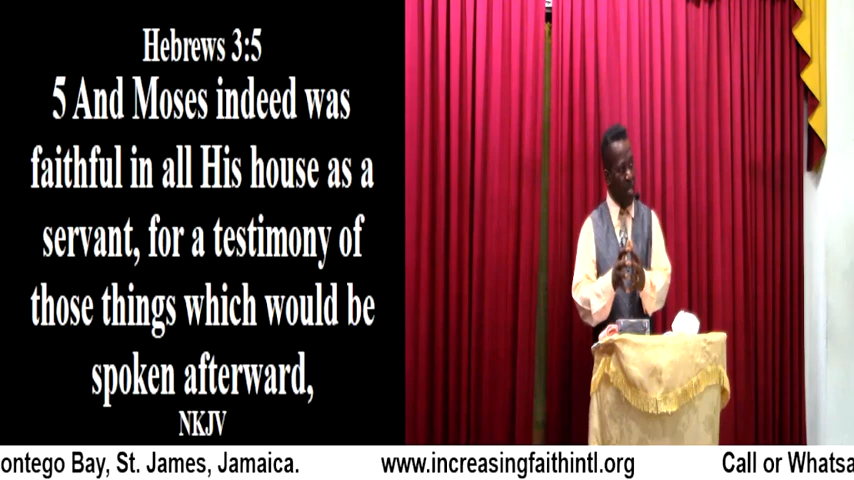 Hebrews 3:5
5 And Moses indeed was
faithful in all His house as a
servant, for a testimony of
those things which would be
spoken afterward,
NKJV
ontego Bay, St. James, Jamaica. www.increasingfaithintl.org Call or Whatsa